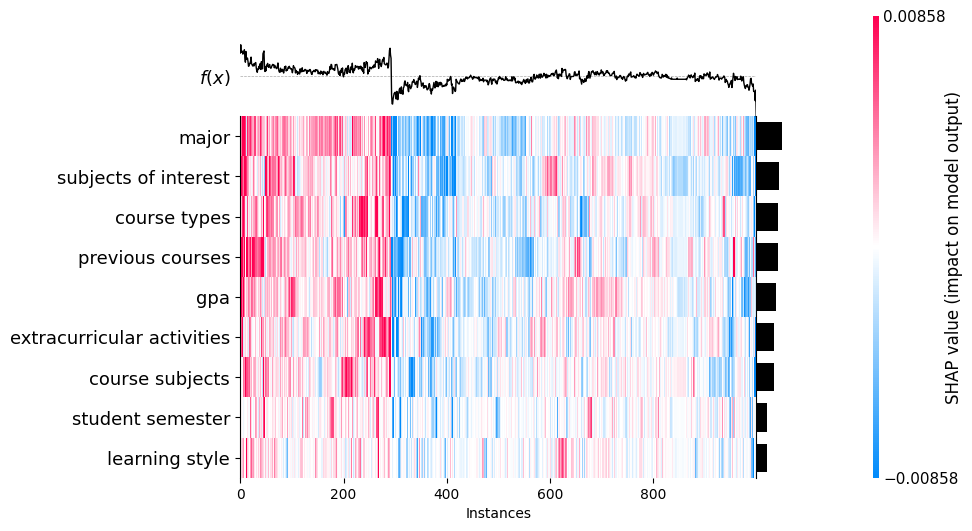 0.00858
f(x)
major
subjects of interest
course types
previous courses
gpa
extracurricular activities
course subjects
student semester
learning style
SHAP value (impact on model output)
−0.00858
0 200 400 600 800
Instances